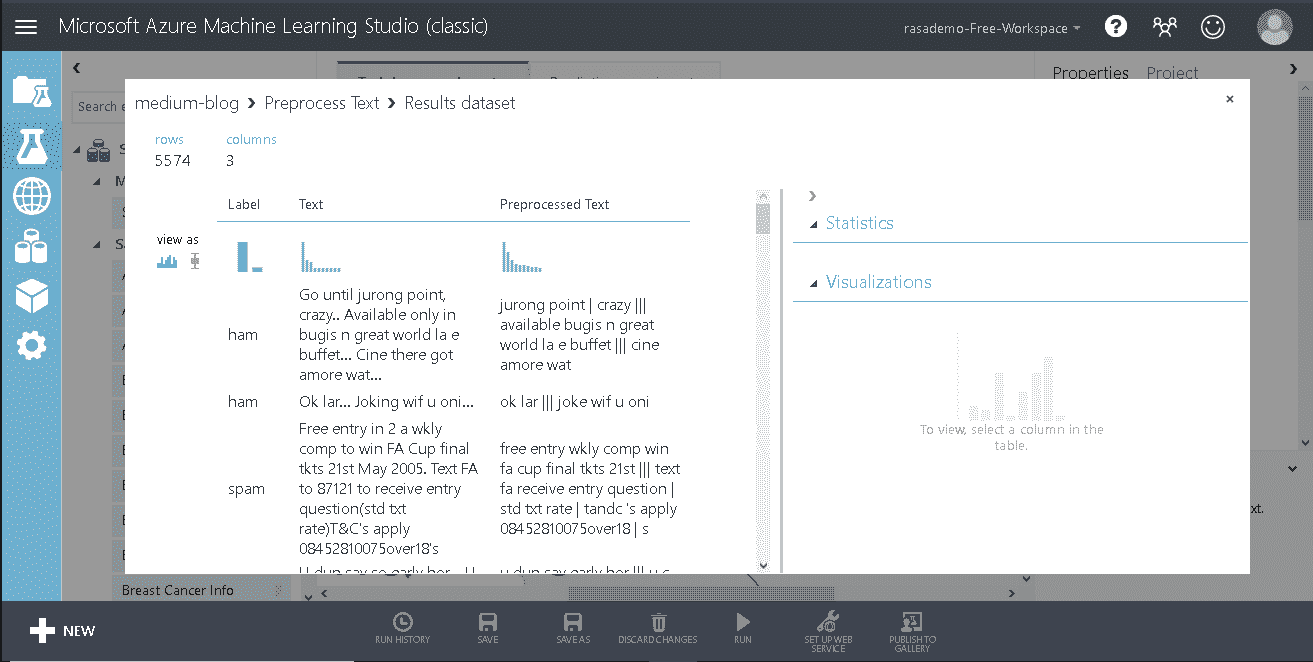 Microsoft Azure Machine Learning Studio (classic)
rasademo-Free-Workspace
?
Search
Properties Project
medium-blog > Preprocess Text > Results dataset
×
rows columns
5574 3
Label Text Preprocessed Text
view as
Statistics
Visualizations
To view, select a column in the
table.
ham
Go until jurong point,
crazy.. Available only in
bugis n great world la e
buffet... Cine there got
amore wat...
jurong point | crazy |||
available bugis n great
world la e buffet ||| cine
amore wat
ham
Ok lar... Joking wif u oni...
ok lar ||| joke wif u oni
spam
Free entry in 2 a wkly
comp to win FA Cup final
tkts 21st May 2005. Text FA
to 87121 to receive entry
question(std txt
rate)T&C's apply
08452810075over18's
free entry wkly comp win
fa cup final tkts 21st ||| text
fa receive entry question |
std txt rate | tandc 's apply
08452810075over18 | s
U dun say so early hor... U
u dun say early hor ||| u c
xt.
Breast Cancer Info
NEW
RUN HISTORY
SAVE
SAVE AS
DISCARD CHANGES
RUN
SET UP WEB
SERVICE
PUBLISH TO
GALLERY